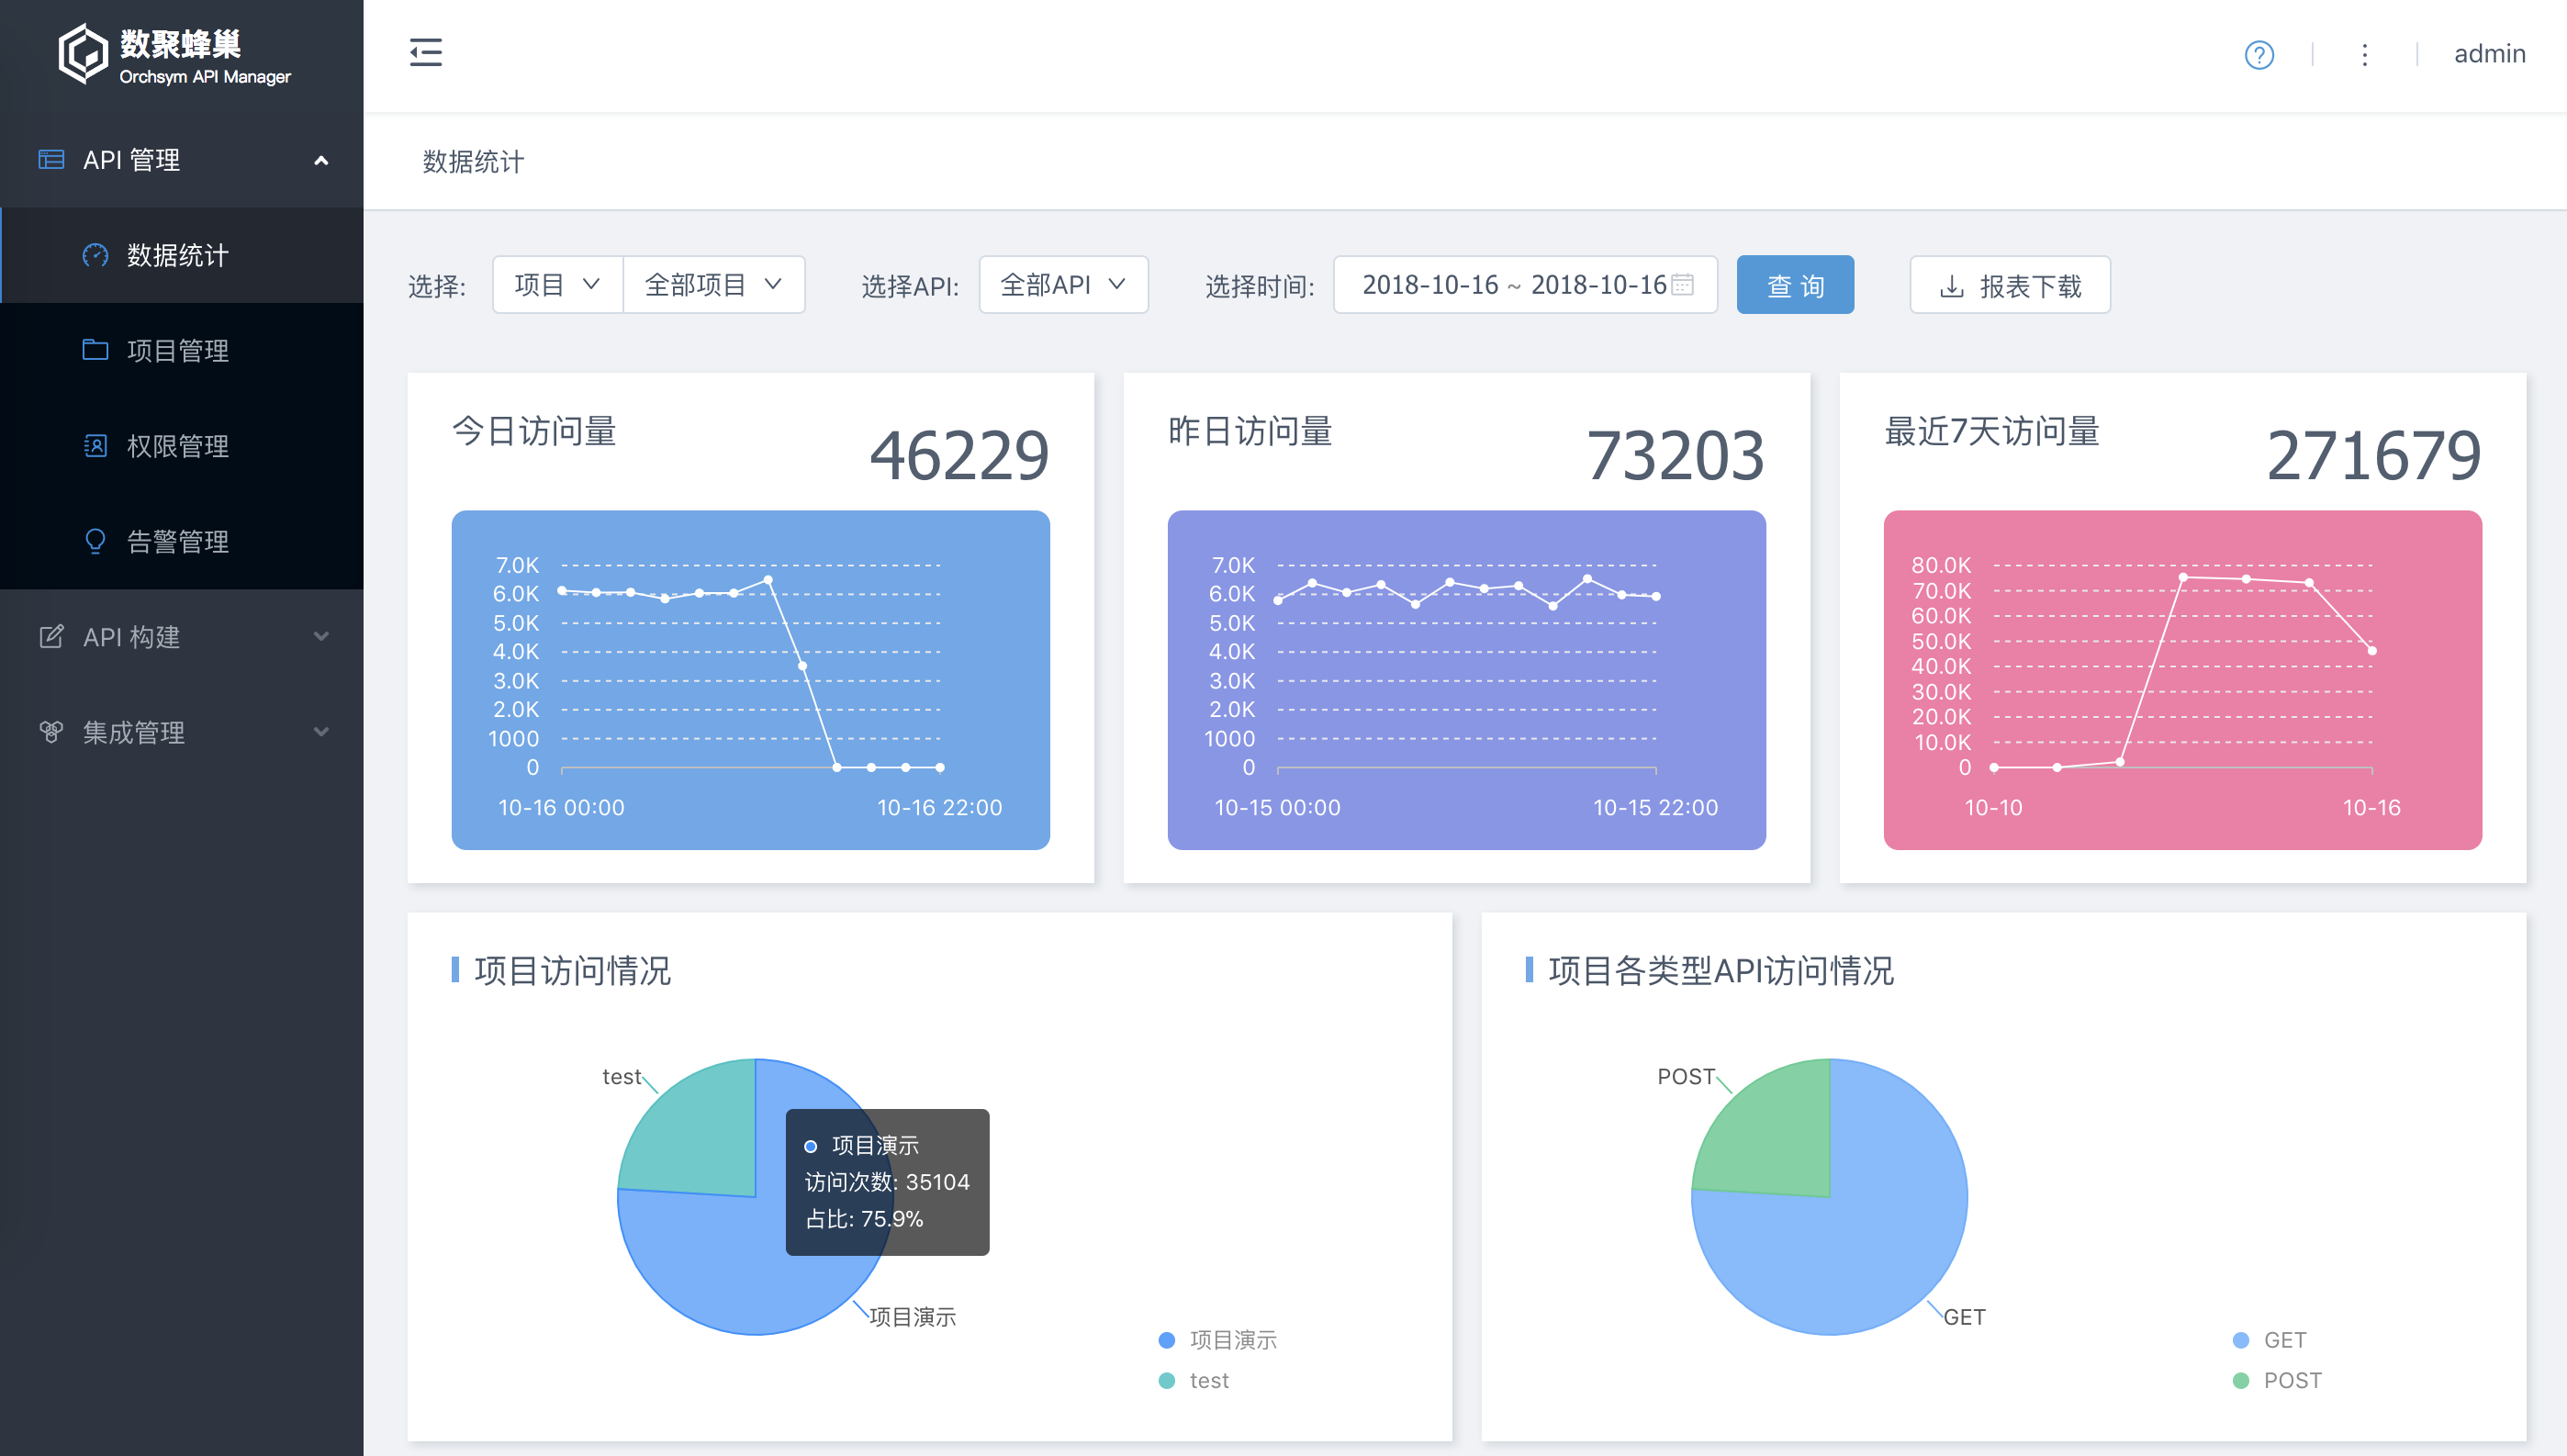 数聚蜂巢
Orchsym API Manager
admin
API 管理
数据统计
项目管理
权限管理
告警管理
API 构建
集成管理
数据统计
选择: 项目 全部项目 选择API: 全部API 选择时间: 2018-10-16 ~ 2018-10-16 查 询 报表下载
今日访问量
46229
7.0K
6.0K
5.0K
4.0K
3.0K
2.0K
1000
0
10-16 00:00 10-16 22:00
昨日访问量
73203
7.0K
6.0K
5.0K
4.0K
3.0K
2.0K
1000
0
10-15 00:00 10-15 22:00
最近7天访问量
271679
80.0K
70.0K
60.0K
50.0K
40.0K
30.0K
20.0K
10.0K
0
10-10 10-16
项目访问情况
test
项目演示
访问次数: 35104
占比: 75.9%
项目演示
项目演示
test
项目各类型API访问情况
POST
GET
GET
POST